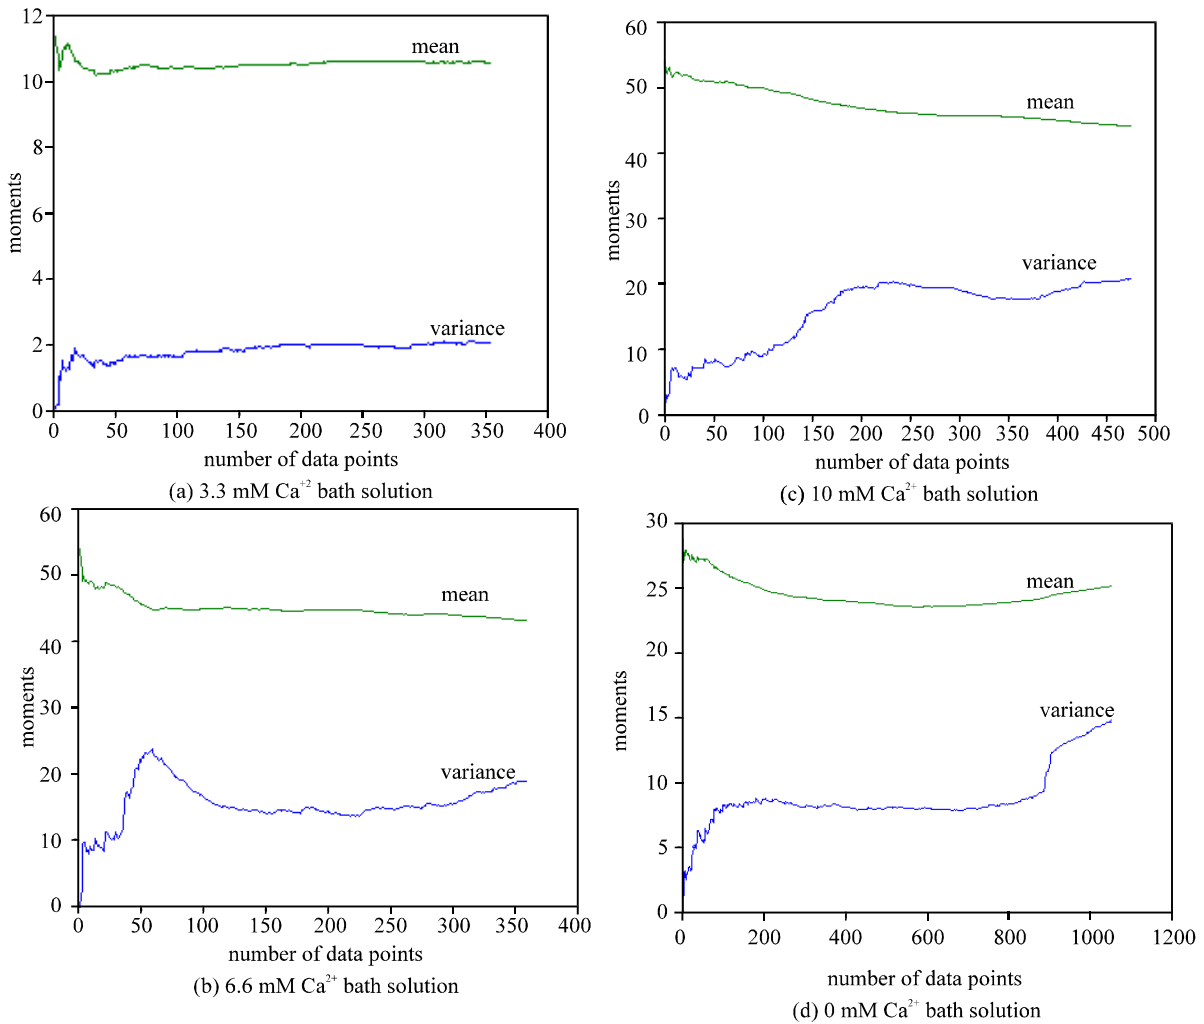 12
10
8
6
4
2
0
moments
mean
variance
0 50 100 150 200 250 300 350 400
number of data points
(a) 3.3 mM Ca+2 bath solution
60
50
40
30
20
10
0
moments
mean
variance
0 50 100 150 200 250 300 350 400 450 500
number of data points
(c) 10 mM Ca2+ bath solution
60
50
40
30
20
10
0
moments
mean
variance
0 50 100 150 200 250 300 350 400
number of data points
(b) 6.6 mM Ca2+ bath solution
30
25
20
15
10
5
0
moments
mean
variance
0 200 400 600 800 1000 1200
number of data points
(d) 0 mM Ca2+ bath solution